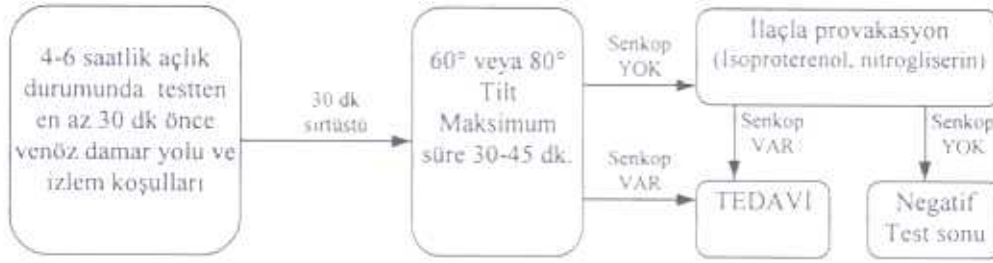 4-6 saatlik açlık
durumunda testten
en az 30 dk önce
venöz damar yolu ve
izlem koşulları
30 dk
sırtüstü
60° veya 80°
Tilt
Maksimum
süre 30-45 dk.
Senkop
YOK
İlaçla provakasyon
(Isoproterenol, nitrogliserin)
Senkop
VAR
Senkop
YOK
Senkop
VAR
TEDAVİ
Negatif
Test sonu